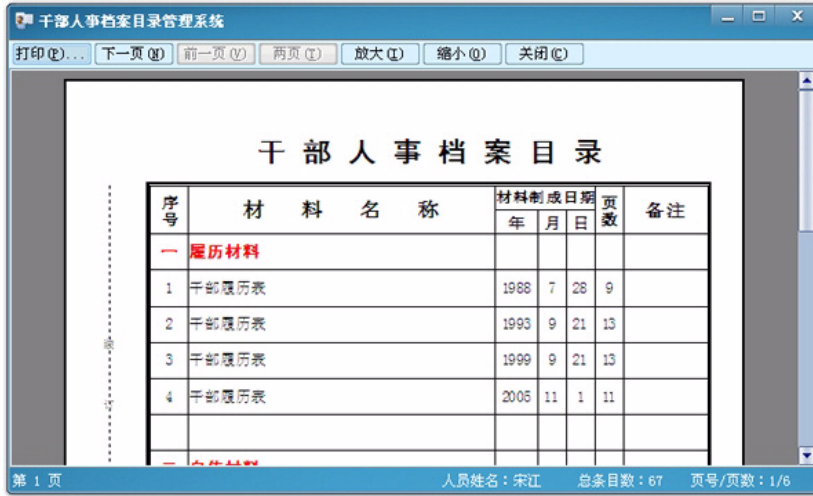 干部人事档案目录管理系统
打印(P)... 下一页(N) 前一页(V) 两页(T) 放大(I) 缩小(O) 关闭(C)
干部人事档案目录
序号 材料名称 材料制成日期 页数 备注
年 月 日
一 履历材料
1 干部履历表 1988 7 28 9
2 干部履历表 1993 9 21 13
3 干部履历表 1999 9 21 13
装
4 干部履历表 2005 11 1 11
订
第 1 页 人员姓名：宋江 总条目数：67 页号/页数：1/6